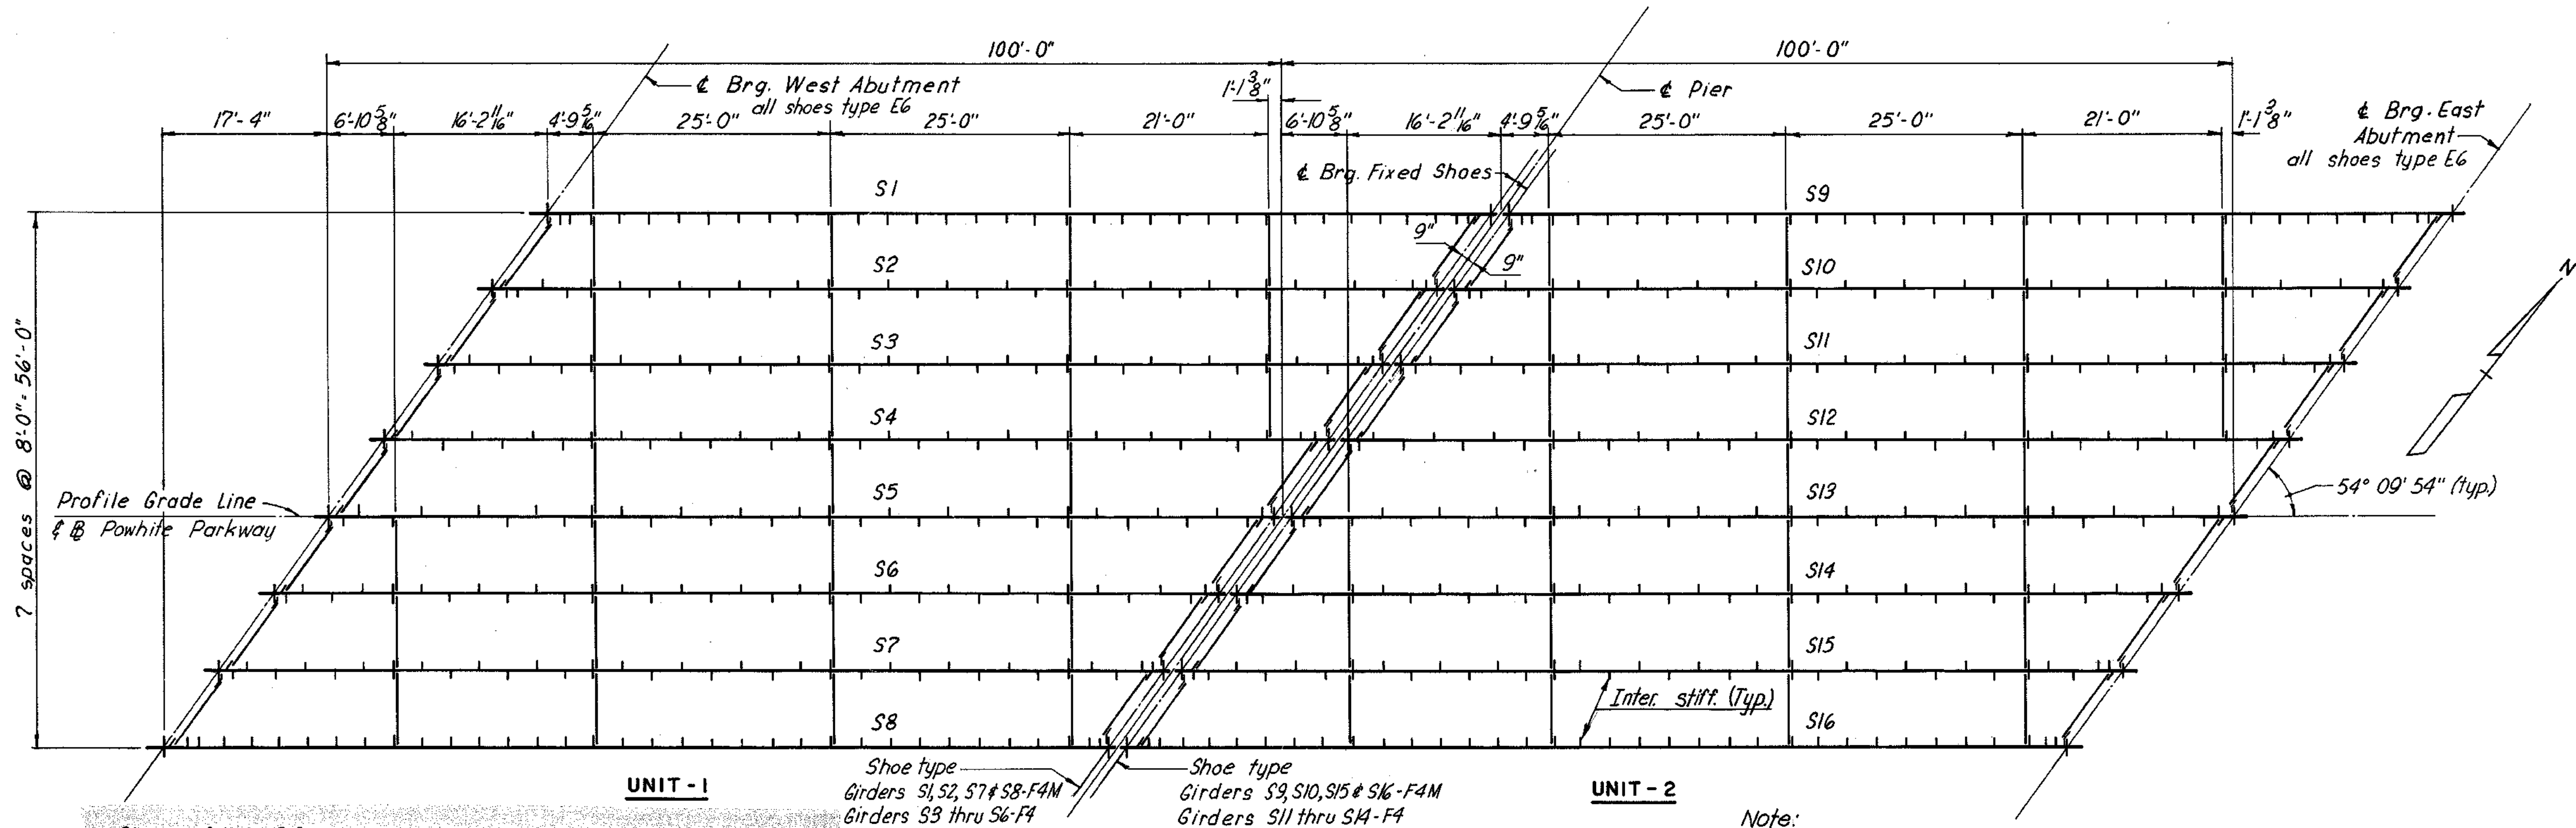 100'-0"
100'-0"
℄ Brg. West Abutment
all shoes type E6
1'-1 3/8"
℄ Pier
℄ Brg. East
Abutment
all shoes type E6
17'-4"
6'-10 5/8"
16'-2 11/16"
4'-9 5/16"
25'-0"
25'-0"
21'-0"
6'-10 5/8"
16'-2 11/16"
4'-9 5/16"
25'-0"
25'-0"
21'-0"
1'-1 3/8"
℄ Brg. Fixed Shoes
S1
S9
9"
9"
S2
S10
N
S3
S11
7 spaces @ 8'-0" = 56'-0"
S4
S12
Profile Grade Line
& ℄ Powhite Parkway
S5
S13
54° 09' 54" (typ.)
S6
S14
S7
S15
Inter. stiff. (Typ.)
S8
S16
UNIT - 1
Shoe type
Girders S1, S2, S7 & S8-F4M
Girders S3 thru S6-F4
Shoe type
Girders S9, S10, S15 & S16-F4M
Girders S11 thru S14-F4
UNIT - 2
Note: